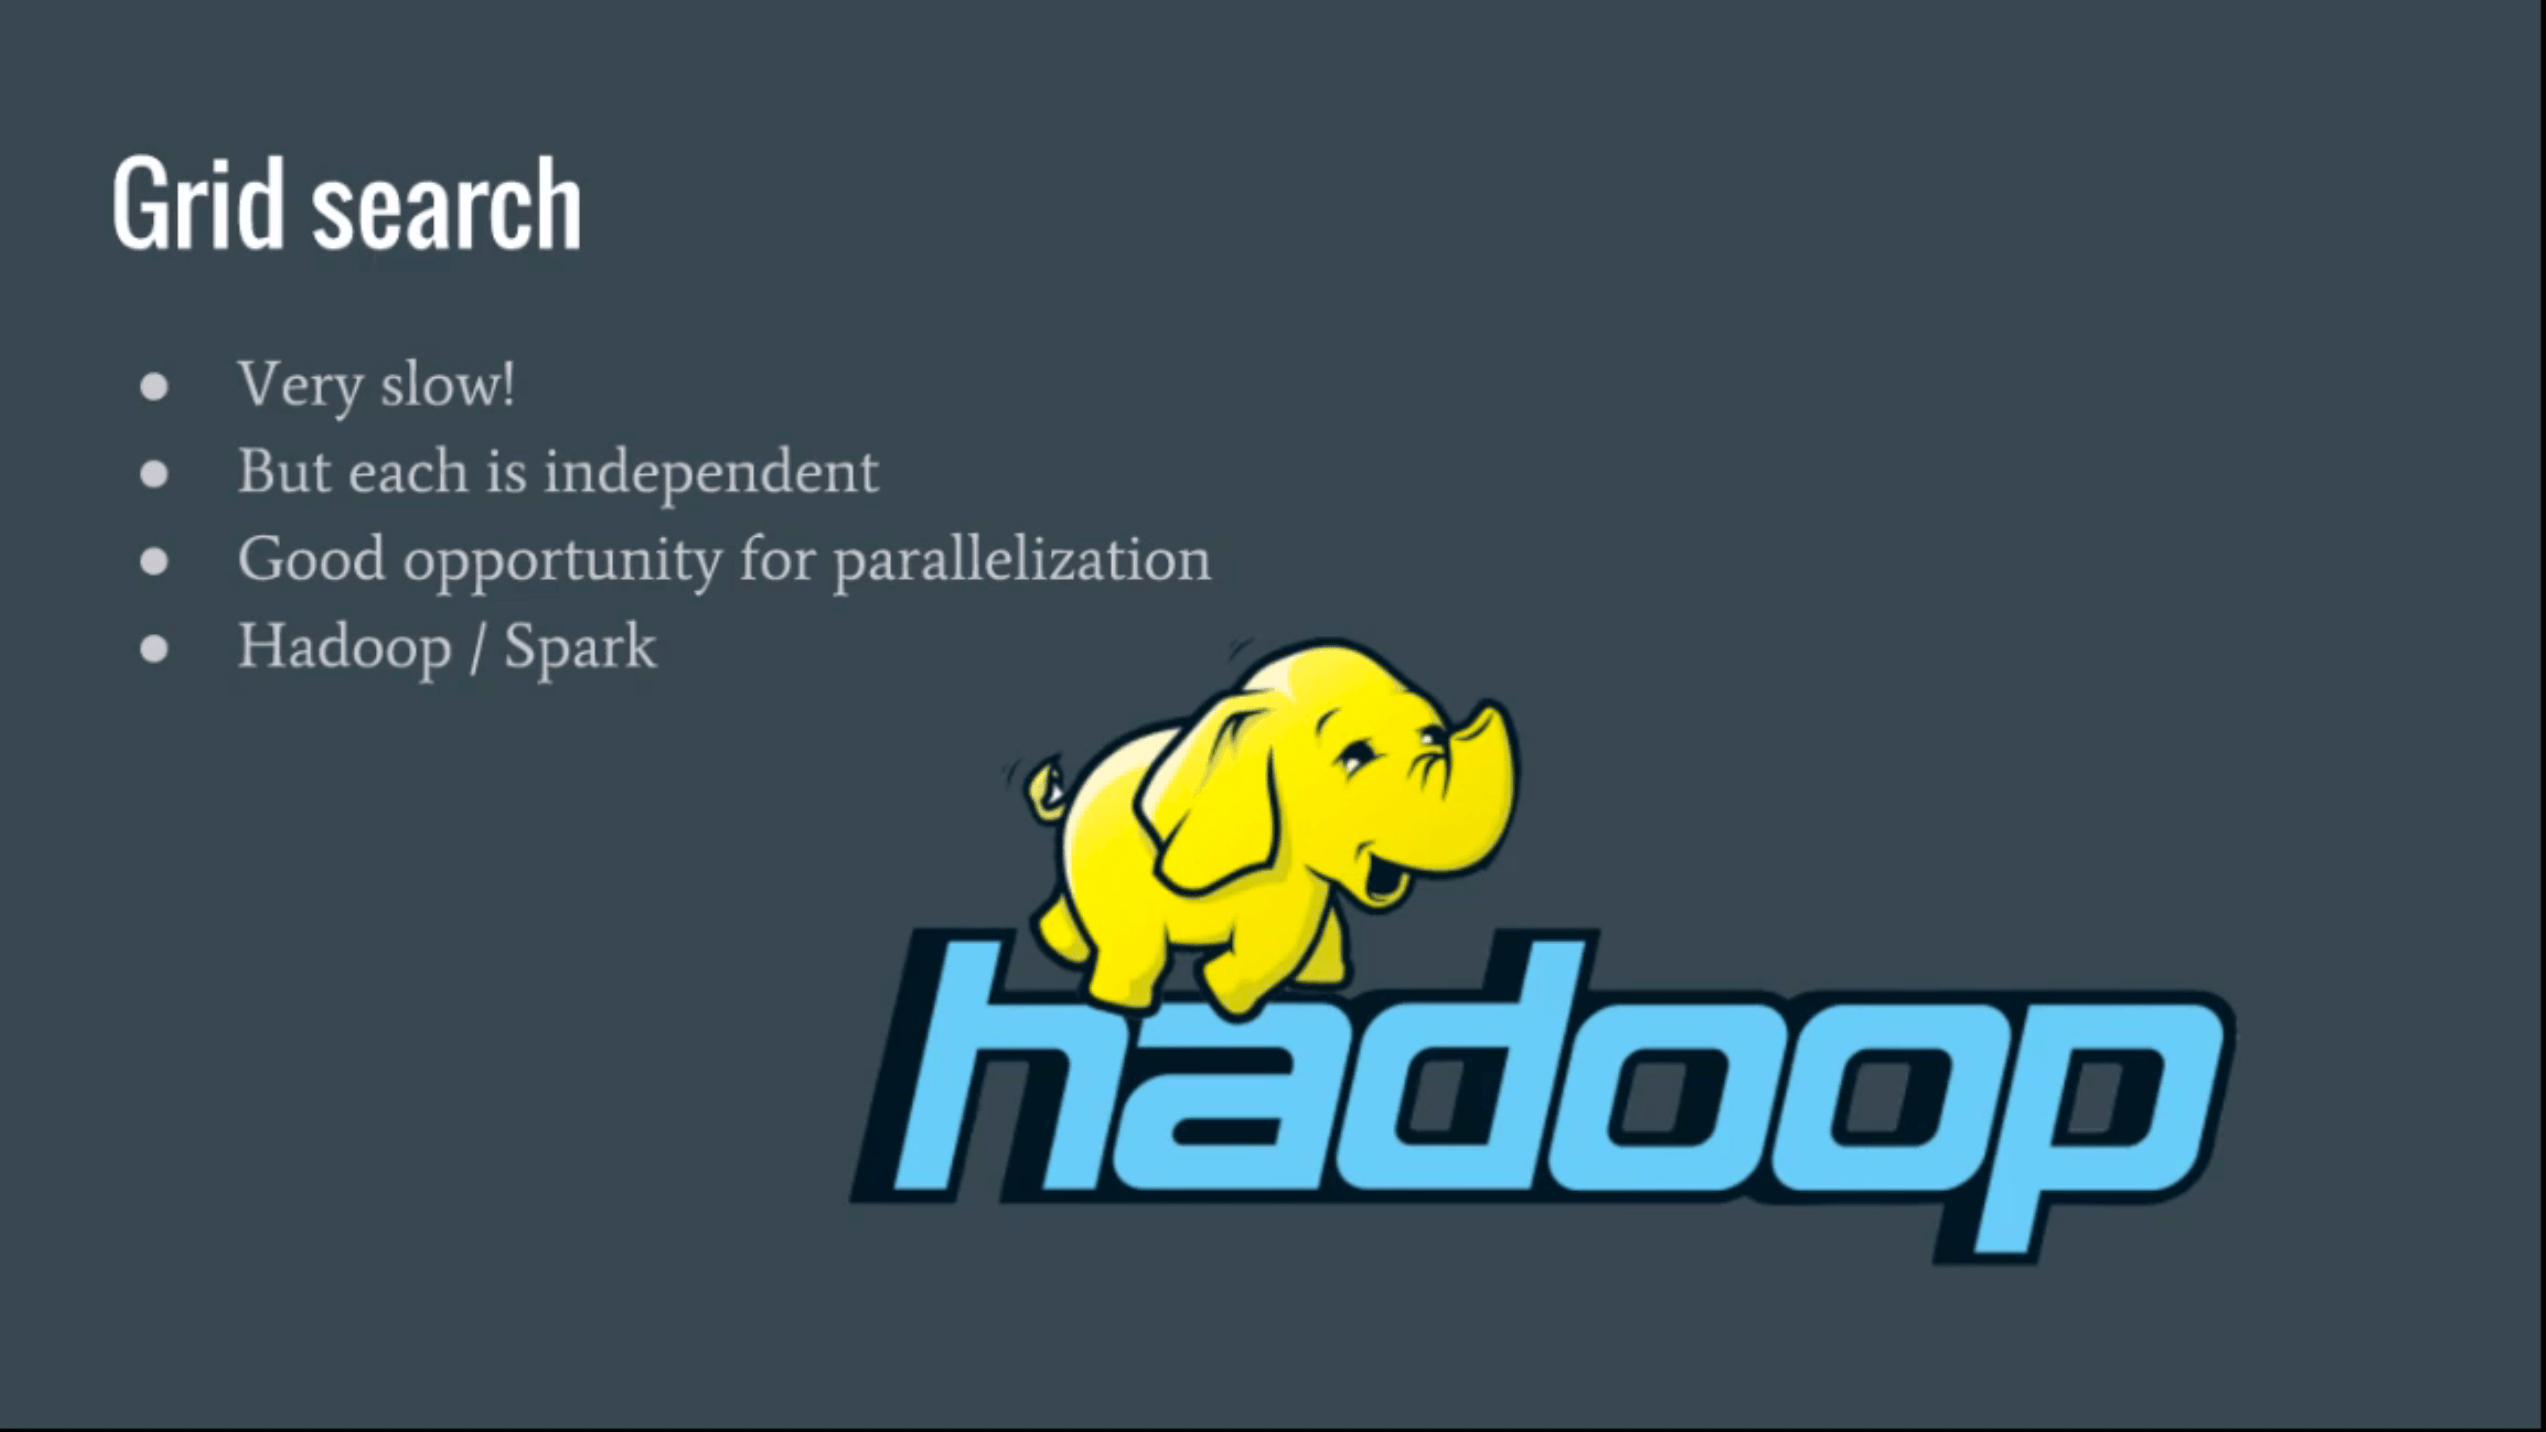 Grid search
● Very slow!
● But each is independent
● Good opportunity for parallelization
● Hadoop / Spark
hadoop